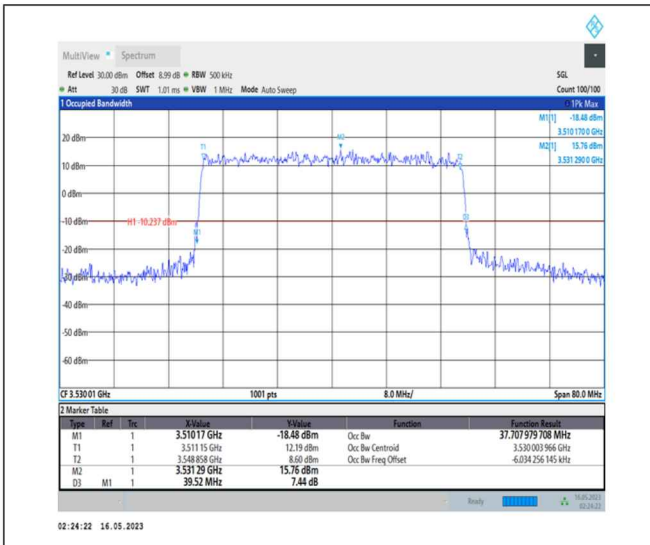 MultiView Spectrum
Ref Level 30.00 dBm Offset 8.99 dB RBW 500 kHz SGL
Att 30 dB SWT 1.01 ms VBW 1 MHz Mode Auto Sweep Count 100/100
1 Occupied Bandwidth 1Pk Max
M1[1] -18.48 dBm
3.510170 0 GHz
M2[1] 15.76 dBm
3.531 290 0 GHz
20 dBm
M2
T1
T2
10 dBm
0 dBm
-10 dBm H1 -10.237 dBm
D3
M1
-20 dBm
-30 dBm
-40 dBm
-50 dBm
-60 dBm
CF 3.530 01 GHz 1001 pts 8.0 MHz/ Span 80.0 MHz
2 Marker Table
Type Ref Trc X-Value Y-Value Function Function Result
M1 1 3.510 17 GHz -18.48 dBm Occ Bw 37.707 979 708 MHz
T1 1 3.511 15 GHz 12.19 dBm Occ Bw Centroid 3.530 003 966 GHz
T2 1 3.548 858 GHz 8.60 dBm Occ Bw Freq Offset -6.034 256 145 kHz
M2 1 3.531 29 GHz 15.76 dBm
D3 M1 1 39.52 MHz 7.44 dB
Ready 16.05.2023
02:24:22
02:24:22 16.05.2023